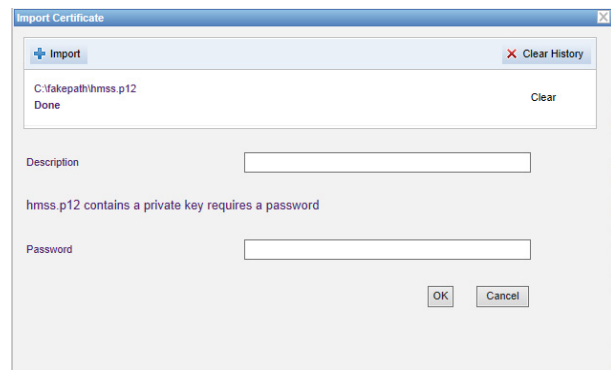 Import Certificate
Import
Clear History
C:\fakepath\hmss.p12
Done
Clear
Description
hmss.p12 contains a private key requires a password
Password
OK
Cancel